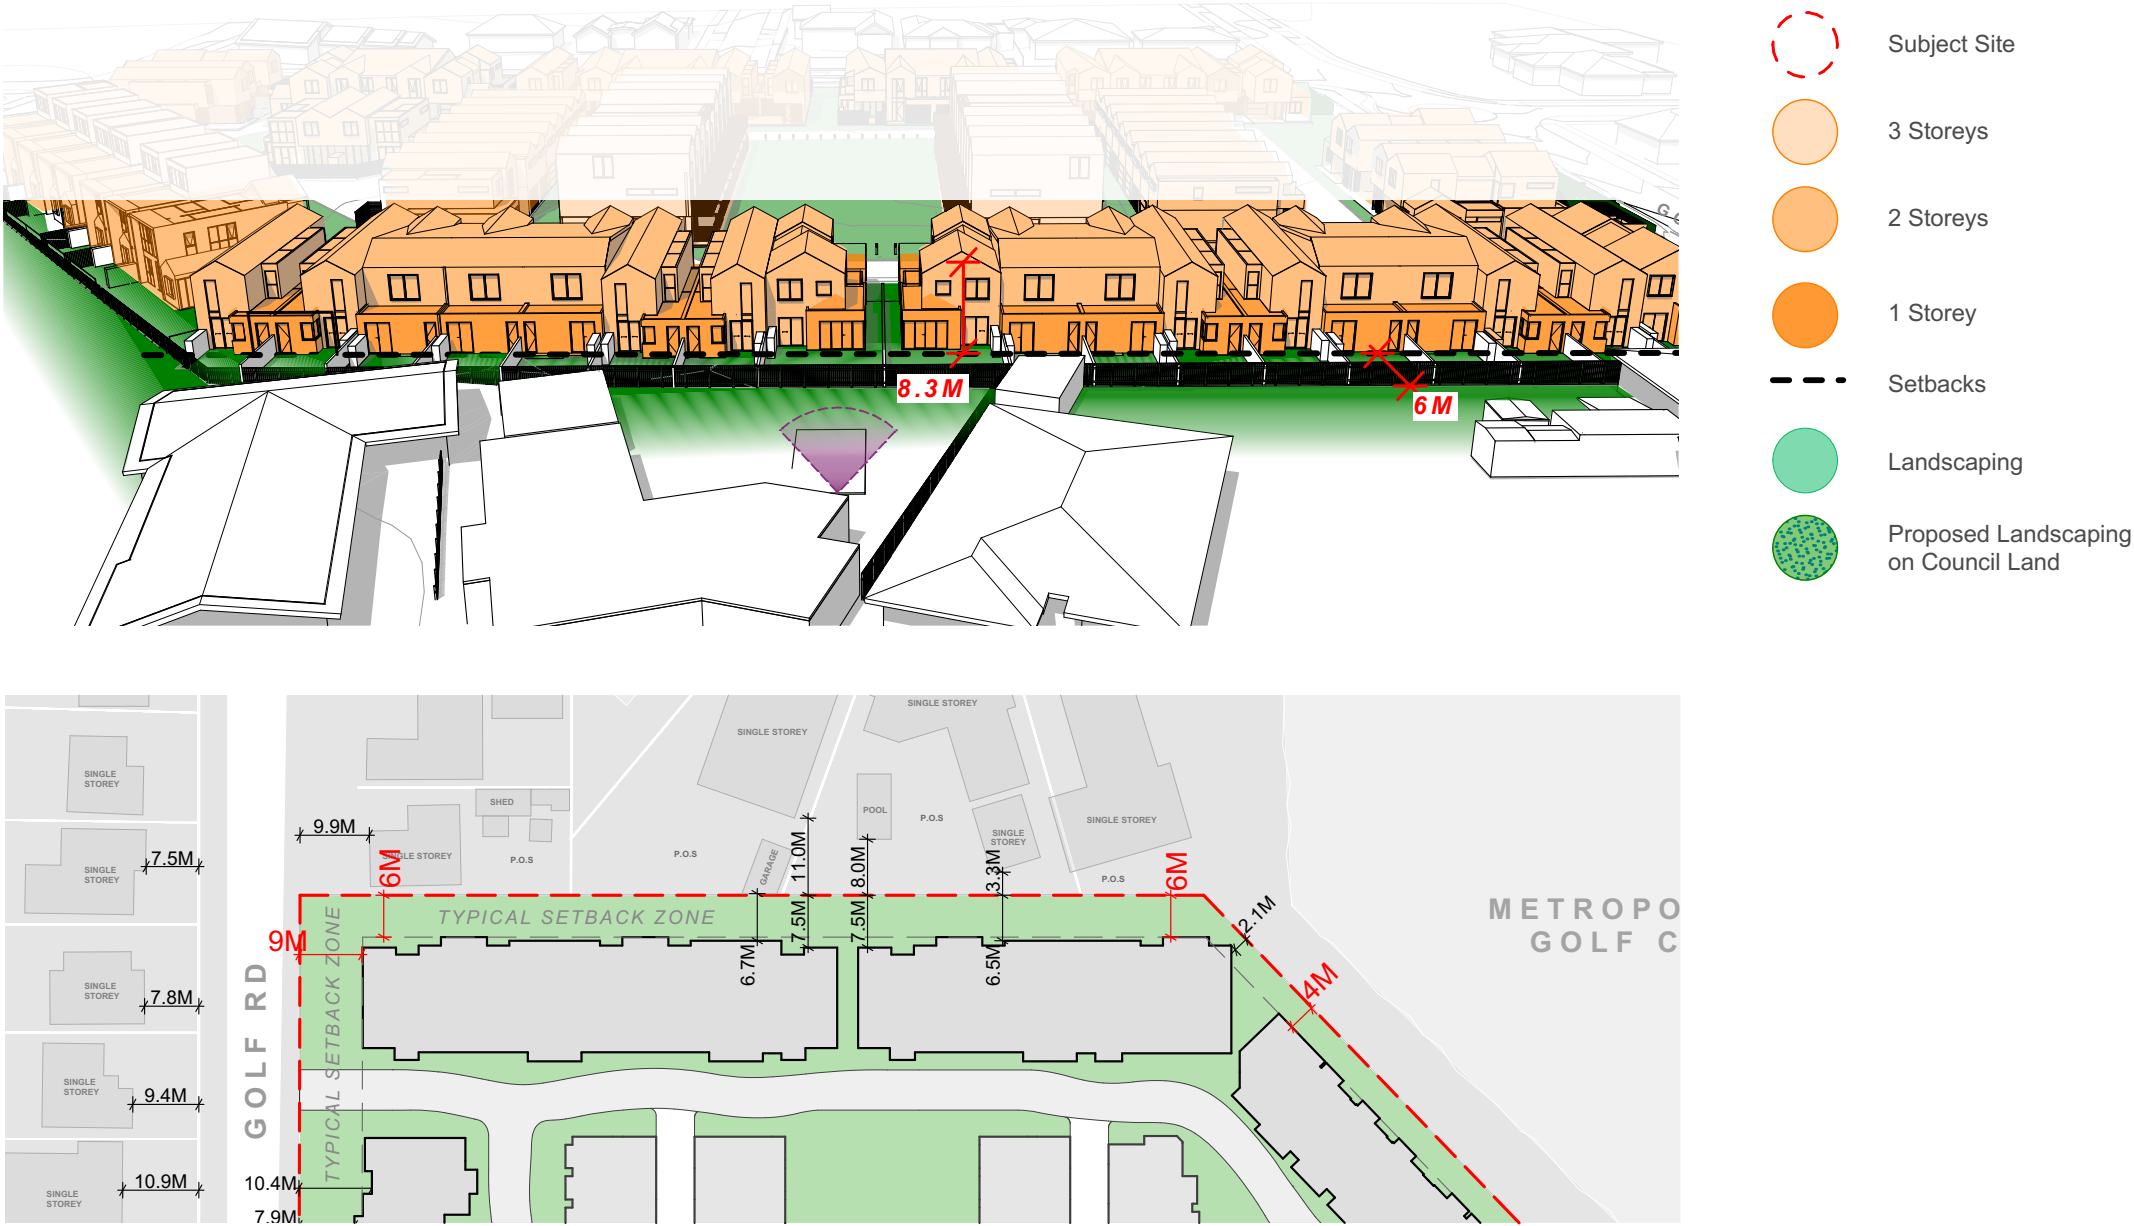 Subject Site
3 Storeys
2 Storeys
1 Storey
Setbacks
Landscaping
Proposed Landscaping
on Council Land
8.3M
6M
SINGLE STOREY
SINGLE STOREY
SINGLE
STOREY
SHED
POOL
P.O.S
SINGLE STOREY
9.9M
SINGLE
STOREY
7.5M
SINGLE
STOREY
SINGLE STOREY
P.O.S
P.O.S
GARAGE
11.0M
8.0M
3.3M
P.O.S
6M
6M
TYPICAL SETBACK ZONE
METROPO
GOLF C
9M
7.5M
7.5M
6.7M
6.5M
2.1M
4M
SINGLE
STOREY
7.8M
GOLF RD
TYPICAL SETBACK ZONE
SINGLE
STOREY
9.4M
SINGLE
STOREY
10.9M
10.4M
7.9M